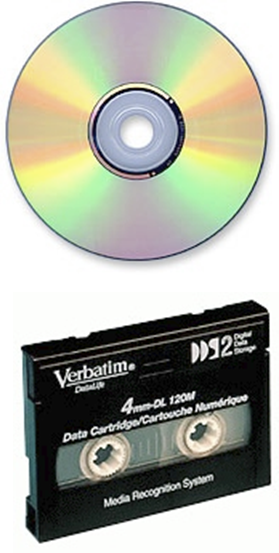 Verbatim®
DataLife
DDS2 Digital
Data
Storage
4mm-DL 120M
Data Cartridge/Cartouche Numérique
Media Recognition System